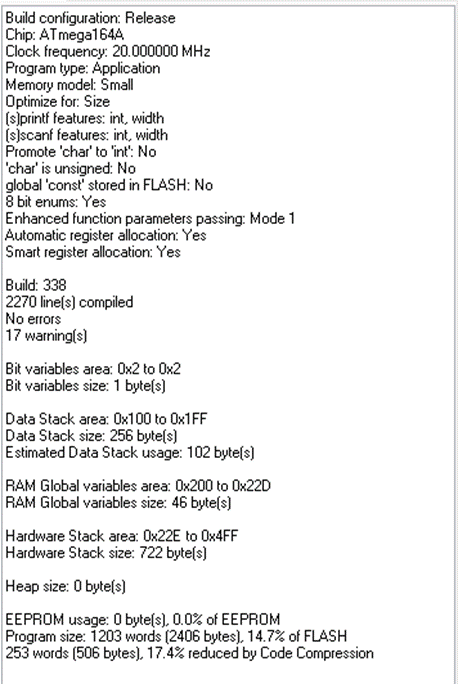 Build configuration: Release
Chip: ATmega164A
Clock frequency: 20.000000 MHz
Program type: Application
Memory model: Small
Optimize for: Size
(s)printf features: int, width
(s)scanf features: int, width
Promote 'char' to 'int': No
'char' is unsigned: No
global 'const' stored in FLASH: No
8 bit enums: Yes
Enhanced function parameters passing: Mode 1
Automatic register allocation: Yes
Smart register allocation: Yes
Build: 338
2270 line(s) compiled
No errors
17 warning(s)
Bit variables area: 0x2 to 0x2
Bit variables size: 1 byte(s)
Data Stack area: 0x100 to 0x1FF
Data Stack size: 256 byte(s)
Estimated Data Stack usage: 102 byte(s)
RAM Global variables area: 0x200 to 0x22D
RAM Global variables size: 46 byte(s)
Hardware Stack area: 0x22E to 0x4FF
Hardware Stack size: 722 byte(s)
Heap size: 0 byte(s)
EEPROM usage: 0 byte(s), 0.0% of EEPROM
Program size: 1203 words (2406 bytes), 14.7% of FLASH
253 words (506 bytes), 17.4% reduced by Code Compression